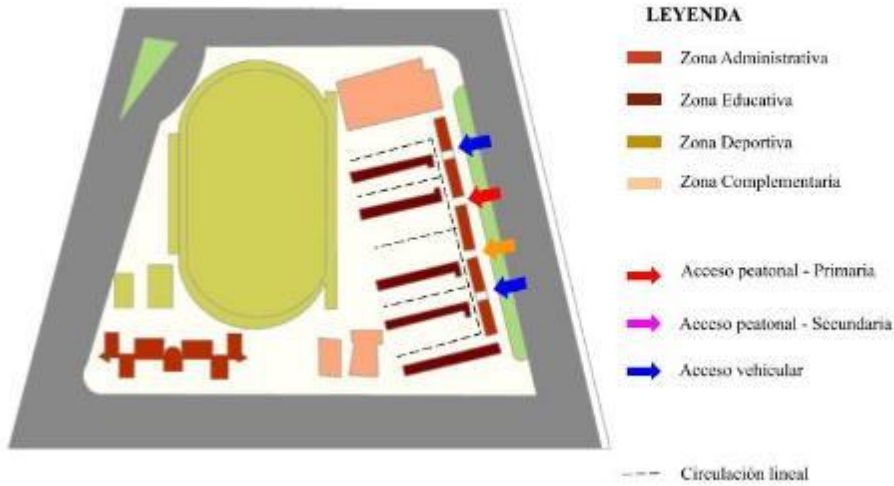 LEYENDA
Zona Administrativa
Zona Educativa
Zona Deportiva
Zona Complementaria
Acceso peatonal - Primaria
Acceso peatonal - Secundaria
Acceso vehicular
Circulación lineal